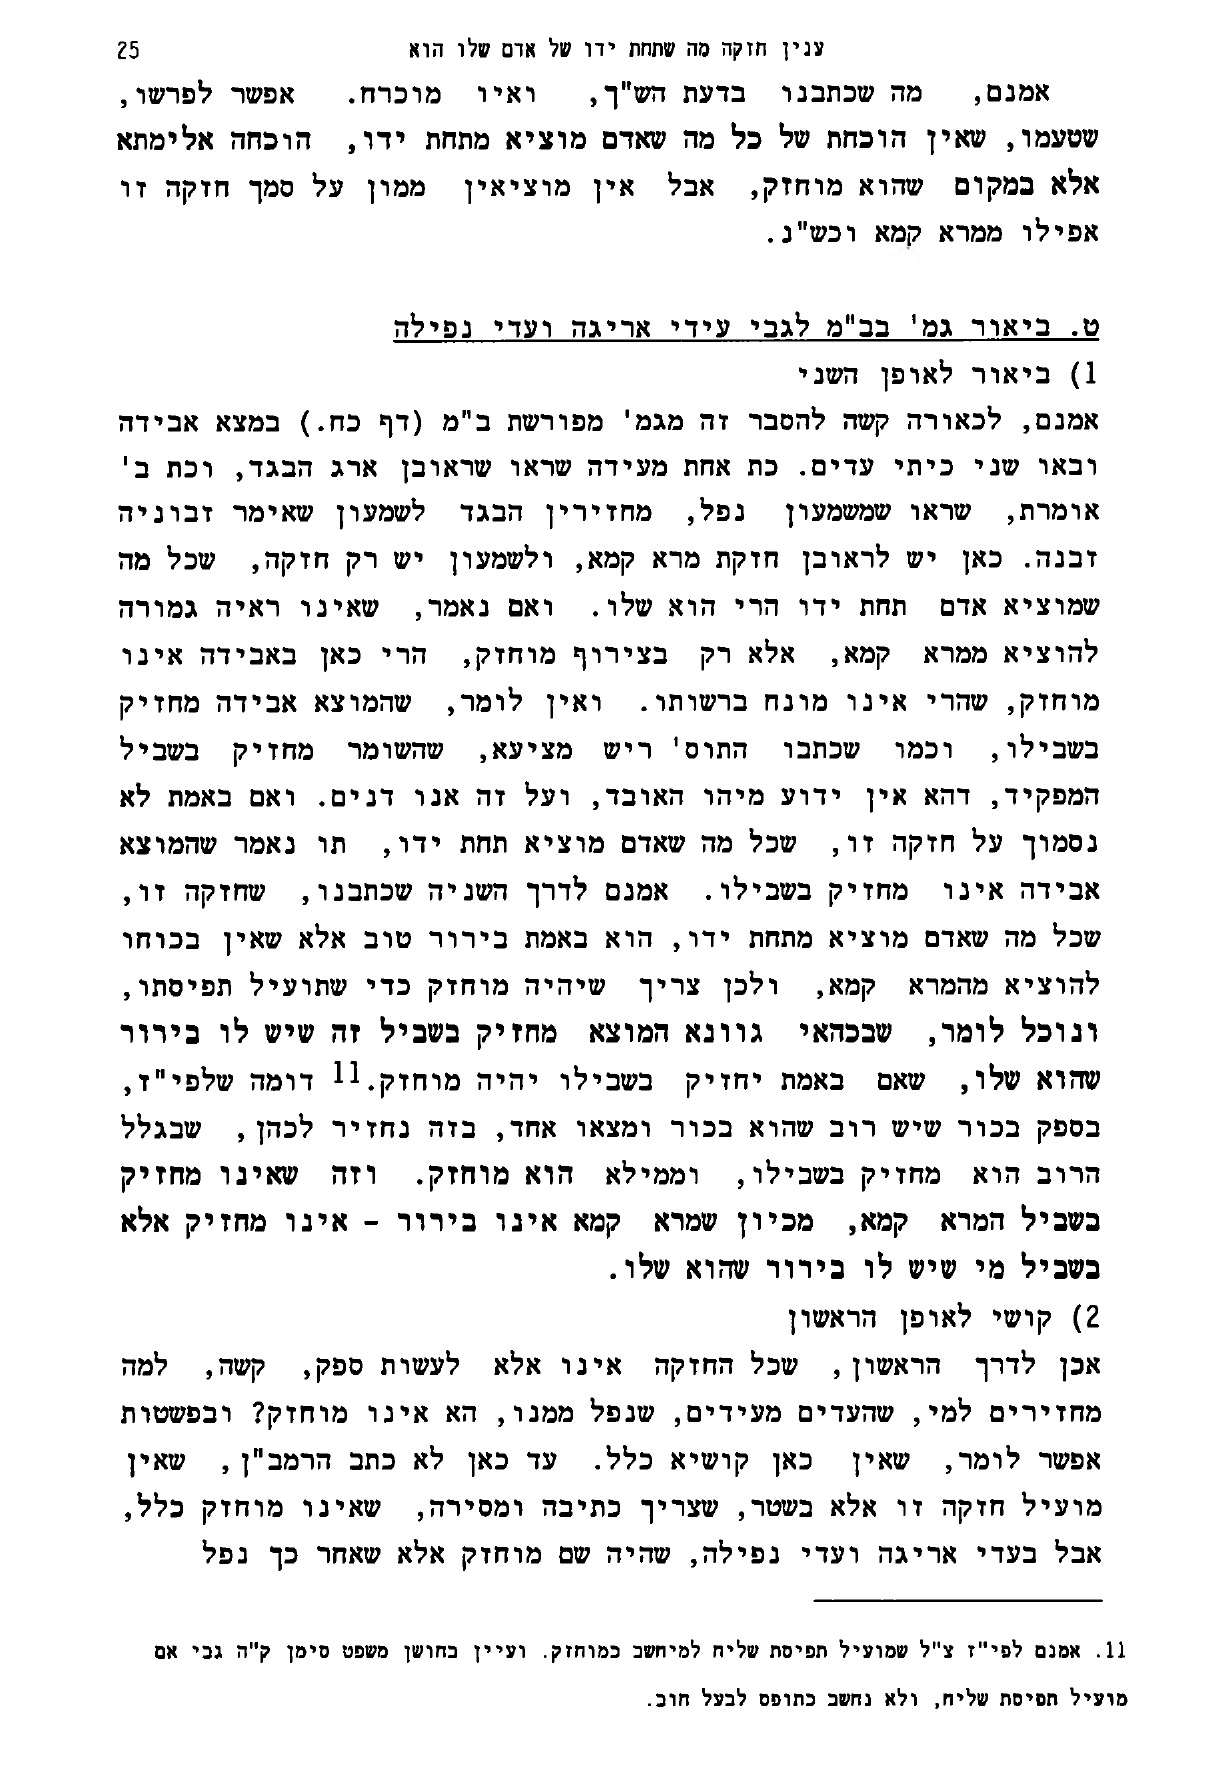 ענין חזקה מה שתחת ידו של אדם שלו הוא 25
אמנם, מה שכתבנו בדעת הש"ך, ואיו מוכרח. אפשר לפרשו,
שטעמו, שאין הוכחת של כל מה שאדם מוציא מתחת ידו, הוכחה אלימתא
אלא במקום שהוא מוחזק, אבל אין מוציאין ממון על סמך חזקה זו
אפילו ממרא קמא וכש"נ.
ט. ביאור גמ' בב"מ לגבי עידי אריגה ועדי נפילה
1) ביאור לאופן השני
אמנם, לכאורה קשה להסבר זה מגמ' מפורשת ב"מ (דף כח.) במצא אבידה
ובאו שני כיתי עדים. כת אחת מעידה שראו שראובן ארג הבגד, וכת ב'
אומרת, שראו שמשמעון נפל, מחזירין הבגד לשמעון שאימר זבוניה
זבנה. כאן יש לראובן חזקת מרא קמא, ולשמעון יש רק חזקה, שכל מה
שמוציא אדם תחת ידו הרי הוא שלו. ואם נאמר, שאינו ראיה גמורה
להוציא ממרא קמא, אלא רק בצירוף מוחזק, הרי כאן באבידה אינו
מוחזק, שהרי אינו מונח ברשותו. ואין לומר, שהמוצא אבידה מחזיק
בשבילו, וכמו שכתבו התוס' ריש מציעא, שהשומר מחזיק בשביל
המפקיד, דהא אין ידוע מיהו האובד, ועל זה אנו דנים. ואם באמת לא
נסמוך על חזקה זו, שכל מה שאדם מוציא תחת ידו, תו נאמר שהמוצא
אבידה אינו מחזיק בשבילו. אמנם לדרך השניה שכתבנו, שחזקה זו,
שכל מה שאדם מוציא מתחת ידו, הוא באמת בירור טוב אלא שאין בכוחו
להוציא מהמרא קמא, ולכן צריך שיהיה מוחזק כדי שתועיל תפיסתו,
ונוכל לומר, שבכהאי גוונא המוצא מחזיק בשביל זה שיש לו בירור
שהוא שלו, שאם באמת יחזיק בשבילו יהיה מוחזק.11 דומה שלפי"ז,
בספק בכור שיש רוב שהוא בכור ומצאו אחד, בזה נחזיר לכהן, שבגלל
הרוב הוא מחזיק בשבילו, וממילא הוא מוחזק. וזה שאינו מחזיק
בשביל המרא קמא, מכיון שמרא קמא אינו בירור - אינו מחזיק אלא
בשביל מי שיש לו בירור שהוא שלו.
2) קושי לאופן הראשון
אכן לדרך הראשון, שכל החזקה אינו אלא לעשות ספק, קשה, למה
מחזירים למי, שהעדים מעידים, שנפל ממנו, הא אינו מוחזק? ובפשטות
אפשר לומר, שאין כאן קושיא כלל. עד כאן לא כתב הרמב"ן, שאין
מועיל חזקה זו אלא בשטר, שצריך כתיבה ומסירה, שאינו מוחזק כלל,
אבל בעדי אריגה ועדי נפילה, שהיה שם מוחזק אלא שאחר כך נפל
11. אמנם לפי"ז צ"ל שמועיל תפיסת שליח למיחשב כמוחזק. ועיין בחושן משפט סימן ק"ה גבי אם
מועיל תפיסת שליח, ולא נחשב כתופס לבעל חוב.